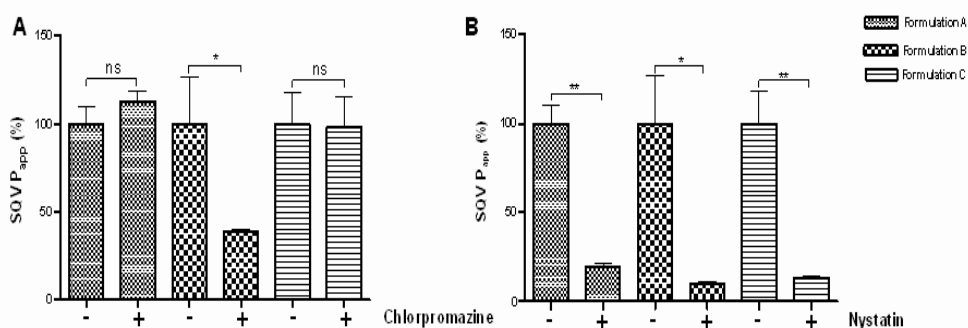 A
SQV Papp (%)
150
100
50
0
ns
*
ns
- + - + - + Chlorpromazine
B
SQV Papp (%)
150
100
50
0
**
*
**
- + - + - + Nystatin
Formulation A
Formulation B
Formulation C